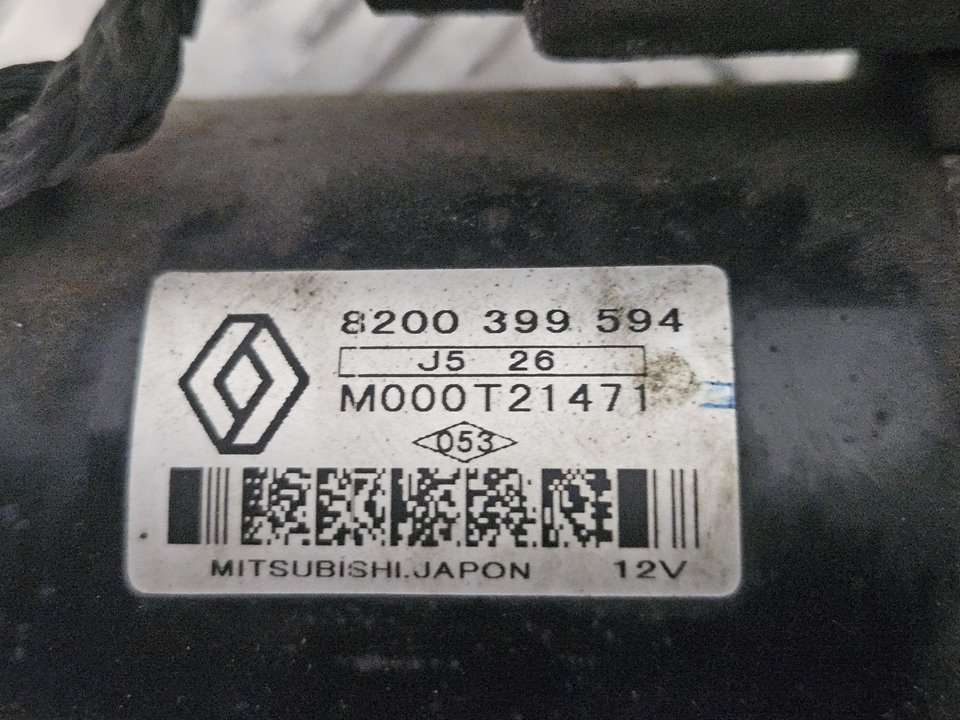 8200 399 594
J5 26
M000T21471
053
MITSUBISHI.JAPON 12V